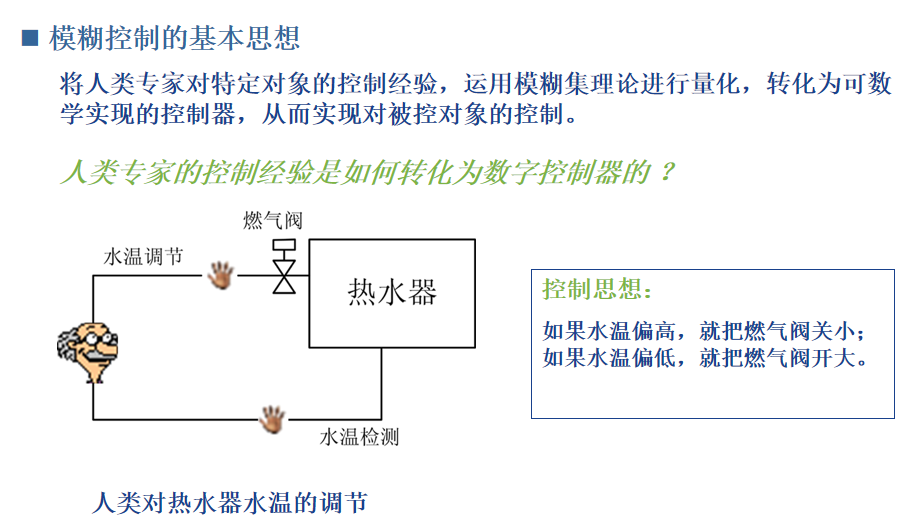 模糊控制的基本思想
将人类专家对特定对象的控制经验，运用模糊集理论进行量化，转化为可数
学实现的控制器，从而实现对被控对象的控制。
人类专家的控制经验是如何转化为数字控制器的 ？
燃气阀
水温调节
热水器
控制思想：
如果水温偏高，就把燃气阀关小；
如果水温偏低，就把燃气阀开大。
水温检测
人类对热水器水温的调节